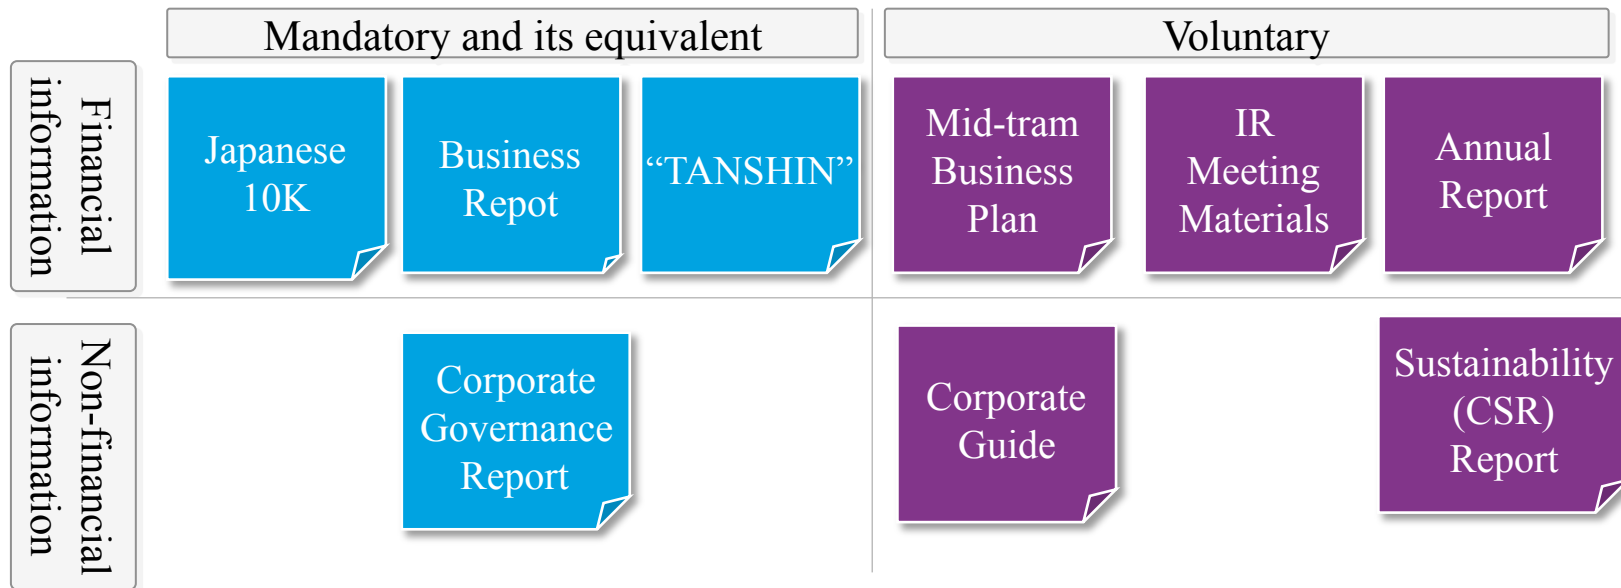 Mandatory and its equivalent
Voluntary
Financial
information
Japanese
10K
Business
Repot
“TANSHIN”
Mid-tram
Business
Plan
IR
Meeting
Materials
Annual
Report
Non-financial
information
Corporate
Governance
Report
Corporate
Guide
Sustainability
(CSR)
Report